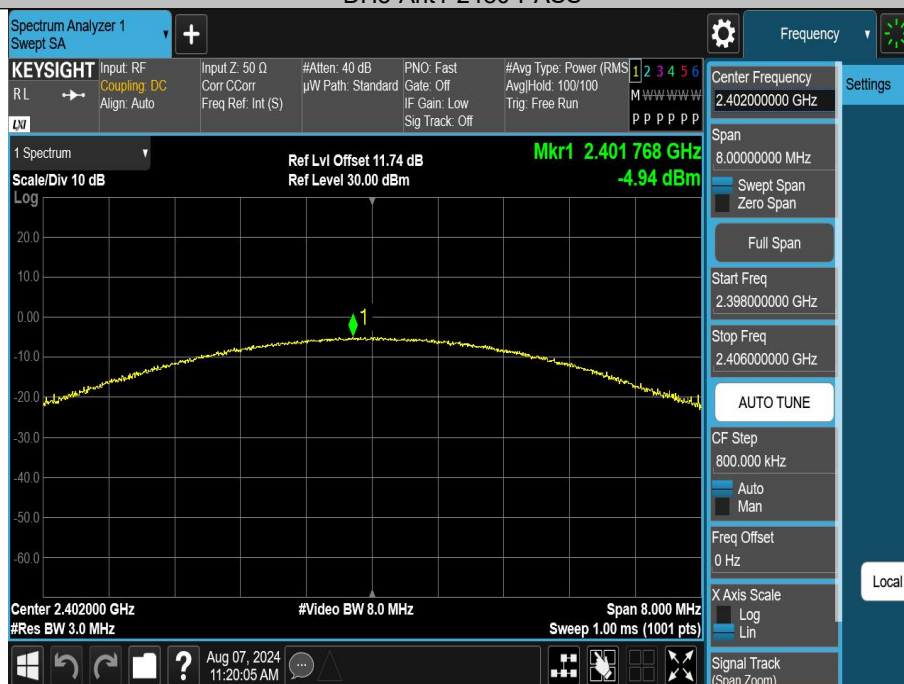 Spectrum Analyzer 1
Swept SA
Frequency
KEYSIGHT
RL
LXI
Input: RF
Coupling: DC
Align: Auto
Input Z: 50 Ω
Corr CCorr
Freq Ref: Int (S)
#Atten: 40 dB
µW Path: Standard
PNO: Fast
Gate: Off
IF Gain: Low
Sig Track: Off
#Avg Type: Power (RMS
Avg|Hold: 100/100
Trig: Free Run
1 2 3 4 5 6
M W W W W W
P P P P P P
1 Spectrum
Scale/Div 10 dB
Log
Ref Lvl Offset 11.74 dB
Ref Level 30.00 dBm
Mkr1 2.401 768 GHz
-4.94 dBm
20.0
10.0
0.00
-10.0
-20.0
-30.0
-40.0
-50.0
-60.0
1
Center 2.402000 GHz
#Res BW 3.0 MHz
#Video BW 8.0 MHz
Span 8.000 MHz
Sweep 1.00 ms (1001 pts)
Aug 07, 2024
11:20:05 AM
Center Frequency
2.402000000 GHz
Span
8.00000000 MHz
Swept Span
Zero Span
Full Span
Start Freq
2.398000000 GHz
Stop Freq
2.406000000 GHz
AUTO TUNE
CF Step
800.000 kHz
Auto
Man
Freq Offset
0 Hz
X Axis Scale
Log
Lin
Signal Track
(Span Zoom)
Settings
Local